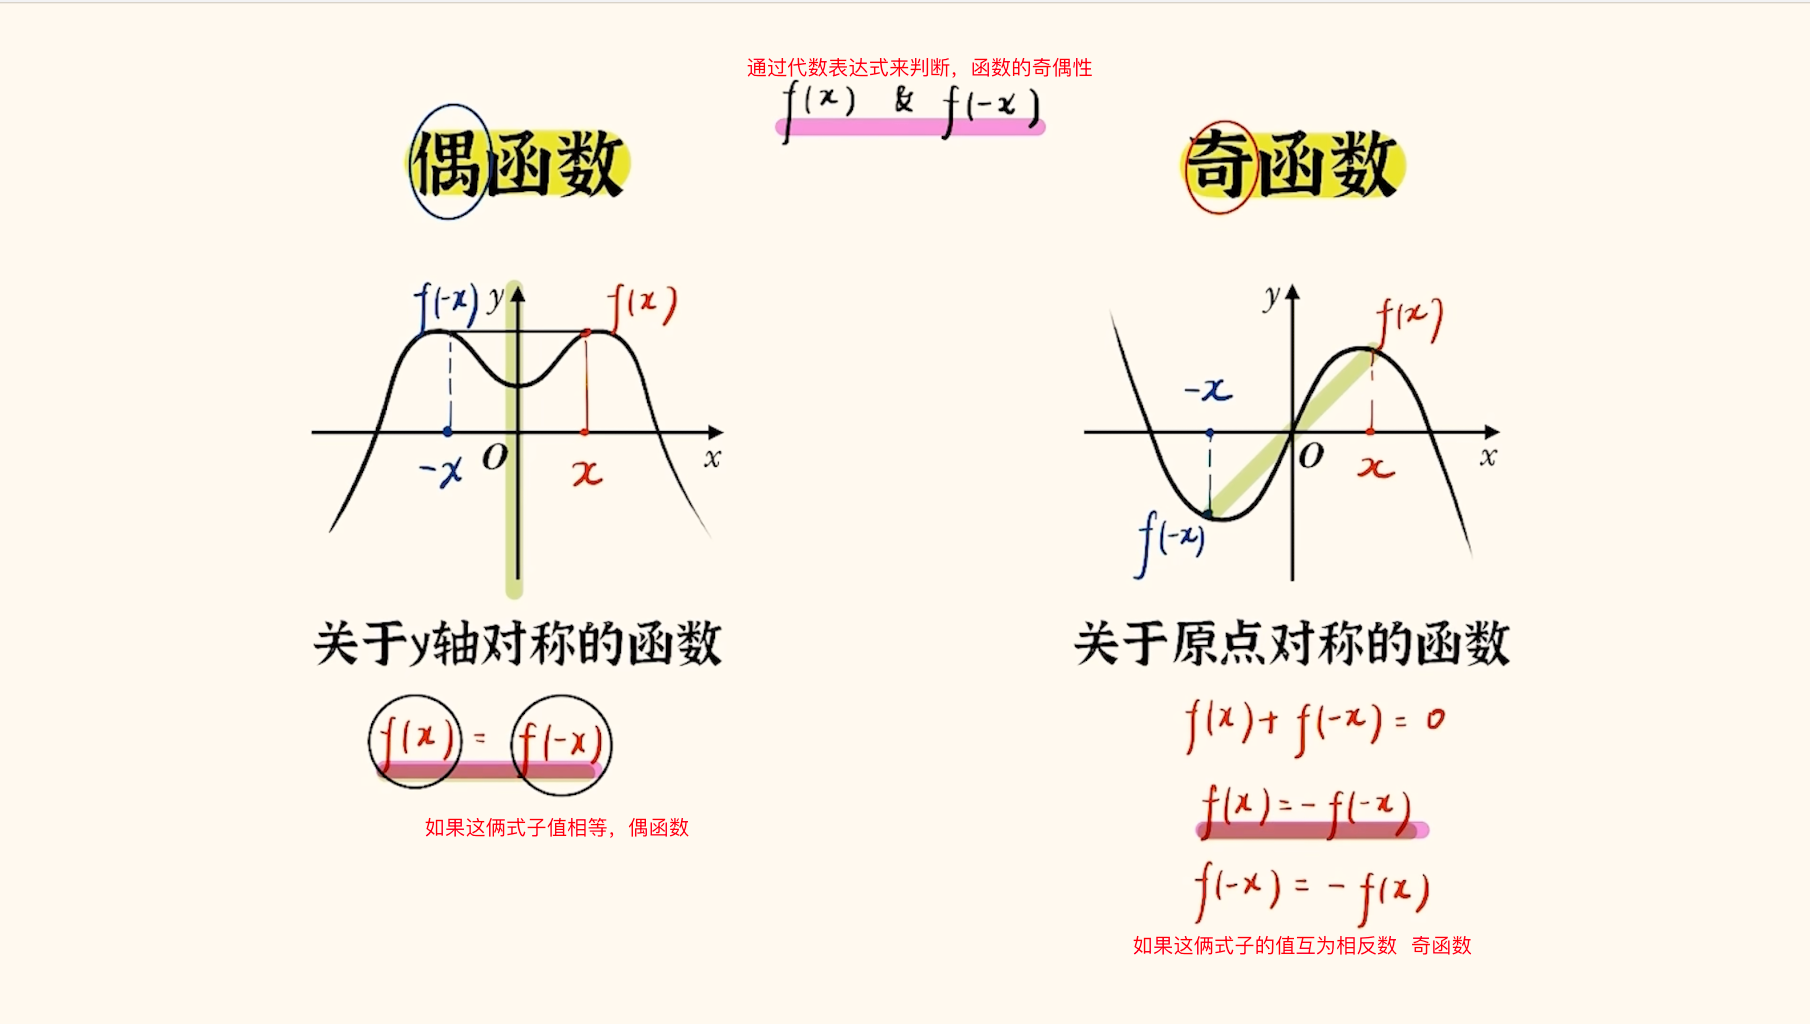 通过代数表达式来判断，函数的奇偶性
f(x) & f(-x)
偶函数
f(-x) y f(x)
-x O x x
关于y轴对称的函数
f(x) = f(-x)
如果这俩式子值相等，偶函数
奇函数
y f(x)
-x
O x x
f(-x)
关于原点对称的函数
f(x)+ f(-x) = 0
f(x) = - f(-x)
f(-x) = - f(x)
如果这俩式子的值互为相反数 奇函数